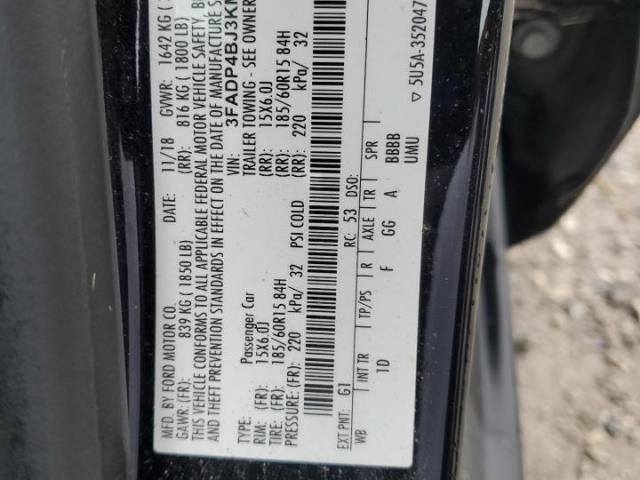 MFD. BY FORD MOTOR CO.
DATE: 11/18 GVWR: 1642 KG
GAWR: (FR): 839 KG ( 1850 LB) (RR): 816 KG ( 1800 LB)
THIS VEHICLE CONFORMS TO ALL APPLICABLE FEDERAL MOTOR VEHICLE SAFETY,
AND THEFT PREVENTION STANDARDS IN EFFECT ON THE DATE OF MANUFACTURE
VIN: 3FADP4BJ3K
TYPE: Passenger Car TRAILER TOWING - SEE OWNER
RIM: (FR): 15X6.0J (RR): 15X6.0J
TIRE: (FR): 185/60R15 84H (RR): 185/60R15 84H
PRESSURE: (FR): 220 kPa/ 32 PSI COLD (RR): 220 kPa/ 32
EXT PNT: G1 RC: 53 DSO:
WB INT TR TP/PS R AXLE TR SPR
1D F GG A BBBB
UMU
▽ 5U5A-352047